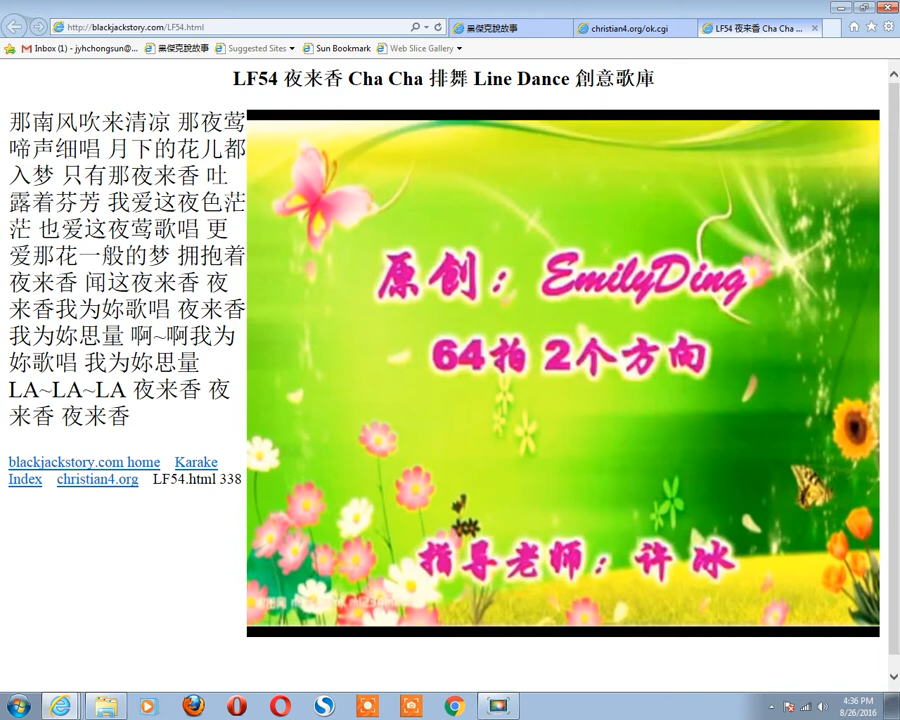 http://blackjackstory.com/LF54.html
黑傑克說故事
christian4.org/ok.cgi
LF54 夜来香 Cha Cha ...
Inbox (1) - jyhchongsun@...
黑傑克說故事
Suggested Sites
Sun Bookmark
Web Slice Gallery
LF54 夜来香 Cha Cha 排舞 Line Dance 創意歌庫
那南风吹来清凉 那夜莺
啼声细唱 月下的花儿都
入梦 只有那夜来香 吐
露着芬芳 我爱这夜色茫
茫 也爱这夜莺歌唱 更
爱那花一般的梦 拥抱着
夜来香 闻这夜来香 夜
来香我为妳歌唱 夜来香
我为妳思量 啊~啊我为
妳歌唱 我为妳思量
LA~LA~LA 夜来香 夜
来香 夜来香
blackjackstory.com home Karake
Index christian4.org LF54.html 338
原創：EmilyDing
64拍 2个方向
指导老师：许冰
4:36 PM
8/26/2016